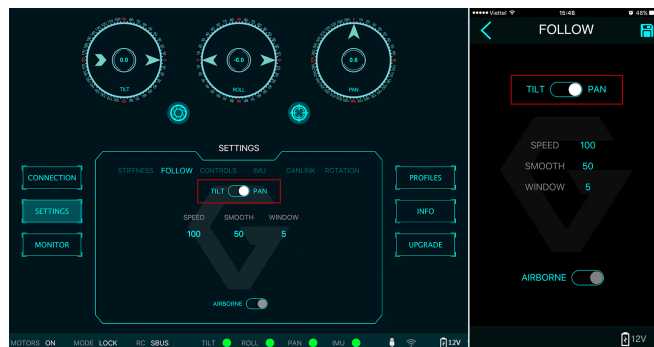 0.0
-0.0
0.6
TILT
ROLL
PAN
SETTINGS
STIFFNESS FOLLOW CONTROLS IMU CANLINK ROTATION
TILT PAN
SPEED SMOOTH WINDOW
100 50 5
AIRBORNE
CONNECTION
SETTINGS
MONITOR
PROFILES
INFO
UPGRADE
MOTORS ON MODE LOCK RC SBUS TILT ROLL PAN IMU 12V
Viettel 15:48 48%
FOLLOW
TILT PAN
SPEED 100
SMOOTH 50
WINDOW 5
AIRBORNE
12V